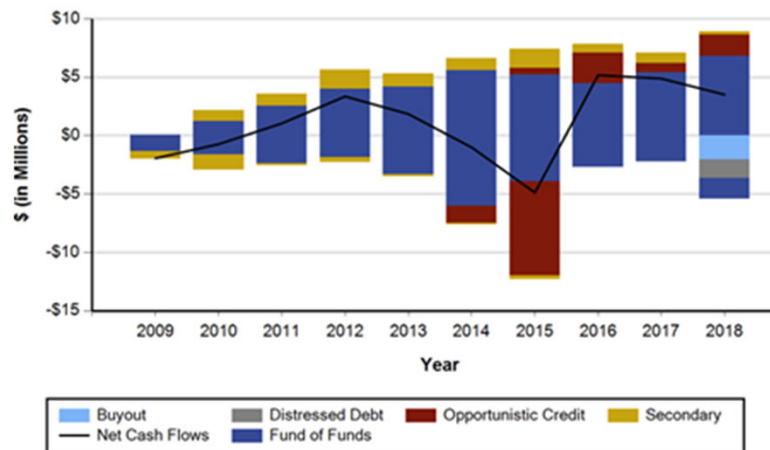 $10
$5
$0
-$5
-$10
-$15
$ (in Millions)
2009 2010 2011 2012 2013 2014 2015 2016 2017 2018
Year
Buyout Distressed Debt Opportunistic Credit Secondary
Net Cash Flows Fund of Funds